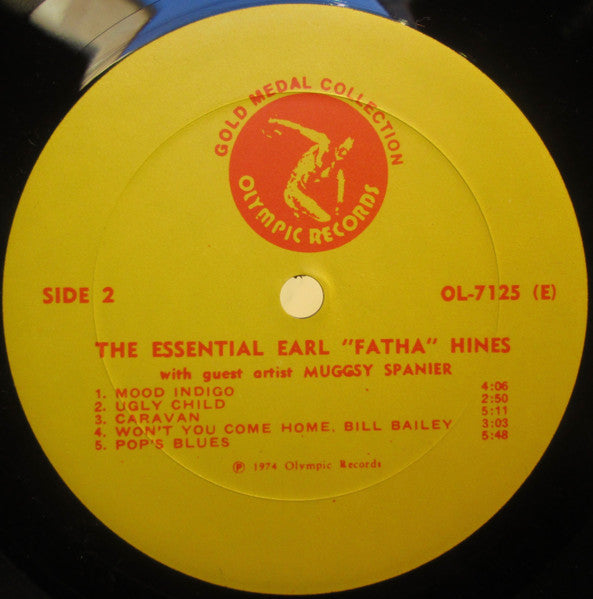 GOLD MEDAL COLLECTION
OLYMPIC RECORDS
SIDE 2
OL-7125 (E)
THE ESSENTIAL EARL "FATHA" HINES
with guest artist MUGGSY SPANIER
1. MOOD INDIGO 4:06
2. UGLY CHILD 2:50
3. CARAVAN 5:11
4. WON'T YOU COME HOME, BILL BAILEY 3:03
5. POP'S BLUES 5:48
℗ 1974 Olympic Records